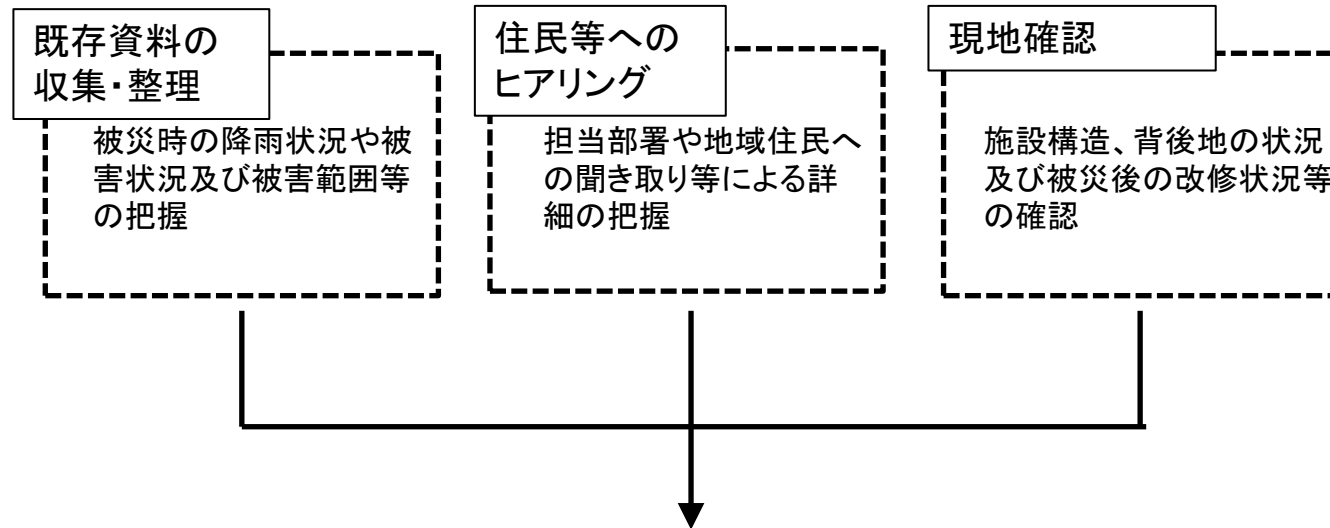 既存資料の
収集・整理
被災時の降雨状況や被
害状況及び被害範囲等
の把握
住民等への
ヒアリング
担当部署や地域住民へ
の聞き取り等による詳
細の把握
現地確認
施設構造、背後地の状況
及び被災後の改修状況等
の確認